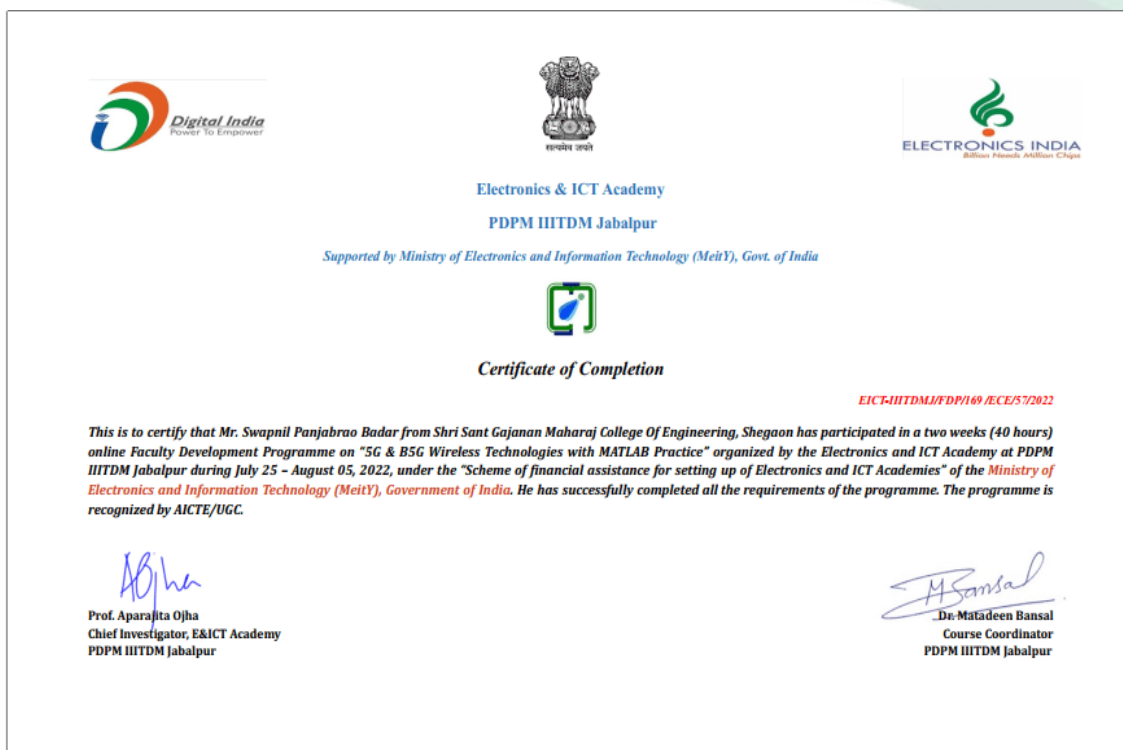 Digital India
Power To Empower
सत्यमेव जयते
ELECTRONICS INDIA
Billion Needs Million Chips
Electronics & ICT Academy
PDPM IIITDM Jabalpur
Supported by Ministry of Electronics and Information Technology (MeitY), Govt. of India
Certificate of Completion
EICT-IIITDMJ/FDP/169 /ECE/57/2022
This is to certify that Mr. Swapnil Panjabrao Badar from Shri Sant Gajanan Maharaj College Of Engineering, Shegaon has participated in a two weeks (40 hours)
online Faculty Development Programme on "5G & B5G Wireless Technologies with MATLAB Practice" organized by the Electronics and ICT Academy at PDPM
IIITDM Jabalpur during July 25 – August 05, 2022, under the "Scheme of financial assistance for setting up of Electronics and ICT Academies" of the Ministry of
Electronics and Information Technology (MeitY), Government of India. He has successfully completed all the requirements of the programme. The programme is
recognized by AICTE/UGC.
AOjha
MBansal
Prof. Aparajita Ojha
Chief Investigator, E&ICT Academy
PDPM IIITDM Jabalpur
Dr. Matadeen Bansal
Course Coordinator
PDPM IIITDM Jabalpur